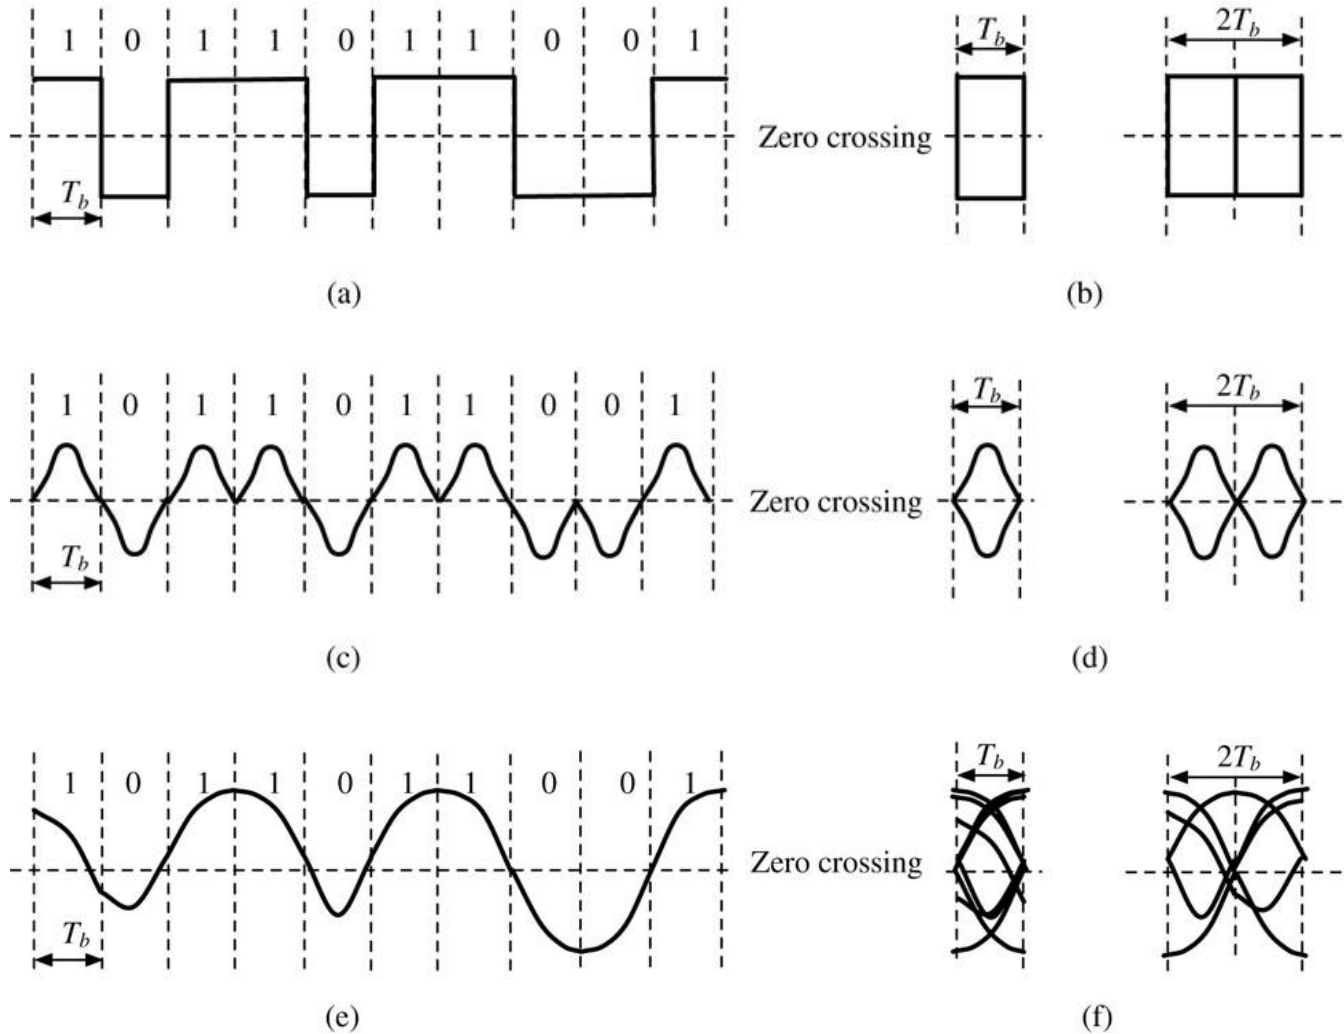 1 0 1 1 0 1 1 0 0 1
T_b
Zero crossing
T_b
2T_b
(a)
(b)
1 0 1 1 0 1 1 0 0 1
T_b
Zero crossing
T_b
2T_b
(c)
(d)
1 0 1 1 0 1 1 0 0 1
T_b
Zero crossing
T_b
2T_b
(e)
(f)